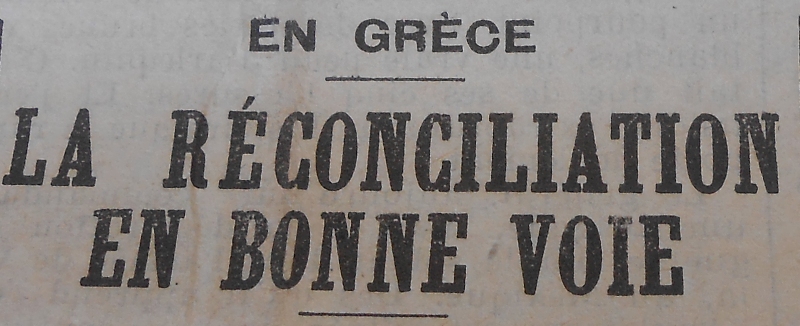 EN GRÈCE
LA RÉCONCILIATION
EN BONNE VOIE